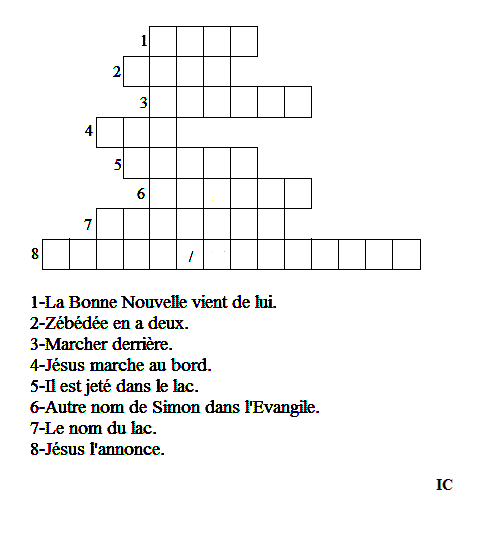 1
2
3
4
5
6
7
8 /
1-La Bonne Nouvelle vient de lui.
2-Zébédée en a deux.
3-Marcher derrière.
4-Jésus marche au bord.
5-Il est jeté dans le lac.
6-Autre nom de Simon dans l'Evangile.
7-Le nom du lac.
8-Jésus l'annonce.
IC